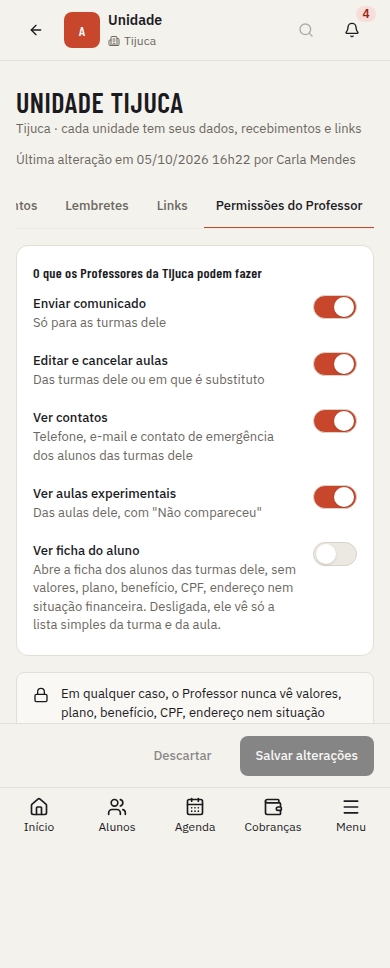 A
Unidade
Tijuca
4
UNIDADE TIJUCA
Tijuca · cada unidade tem seus dados, recebimentos e links
Última alteração em 05/10/2026 16h22 por Carla Mendes
ntos
Lembretes
Links
Permissões do Professor
O que os Professores da Tijuca podem fazer
Enviar comunicado
Só para as turmas dele
Editar e cancelar aulas
Das turmas dele ou em que é substituto
Ver contatos
Telefone, e-mail e contato de emergência
dos alunos das turmas dele
Ver aulas experimentais
Das aulas dele, com "Não compareceu"
Ver ficha do aluno
Abre a ficha dos alunos das turmas dele, sem
valores, plano, benefício, CPF, endereço nem
situação financeira. Desligada, ele vê só a
lista simples da turma e da aula.
Em qualquer caso, o Professor nunca vê valores,
plano, benefício, CPF, endereço nem situação
Descartar
Salvar alterações
Início
Alunos
Agenda
Cobranças
Menu